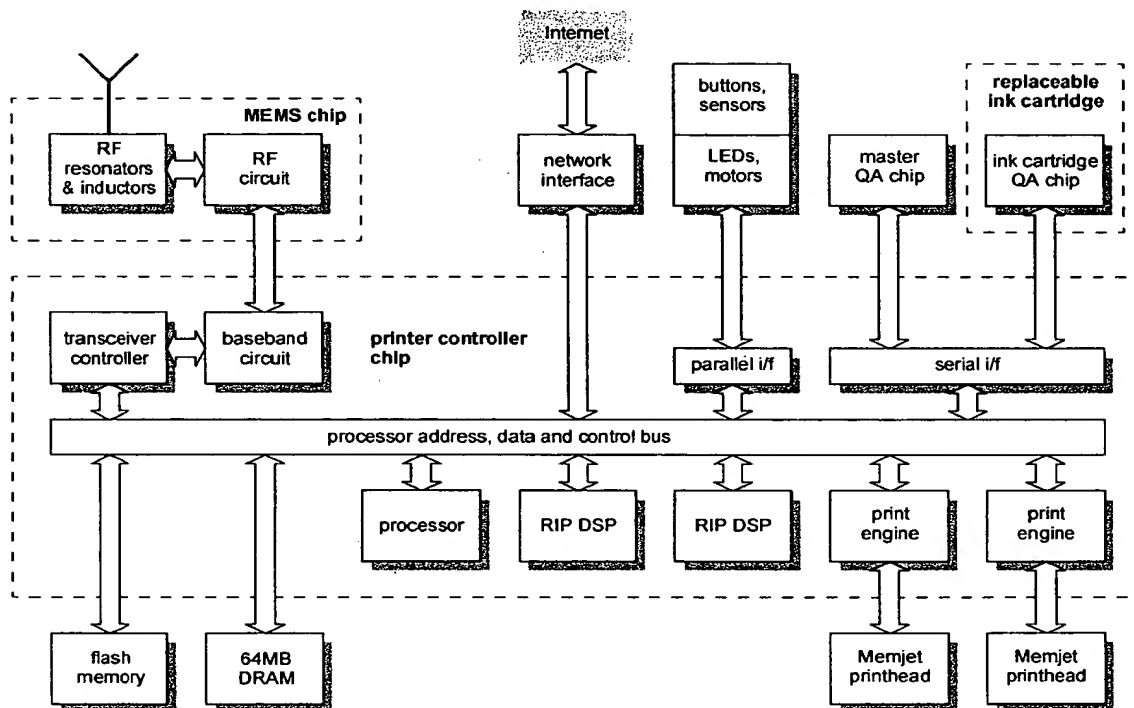 Internet
buttons,
sensors
replaceable
ink cartridge
MEMS chip
RF
resonators
& inductors
RF
circuit
network
interface
LEDs,
motors
master
QA chip
ink cartridge
QA chip
transceiver
controller
baseband
circuit
printer controller
chip
parallel i/f
serial i/f
processor address, data and control bus
processor
RIP DSP
RIP DSP
print
engine
print
engine
flash
memory
64MB
DRAM
Memjet
printhead
Memjet
printhead